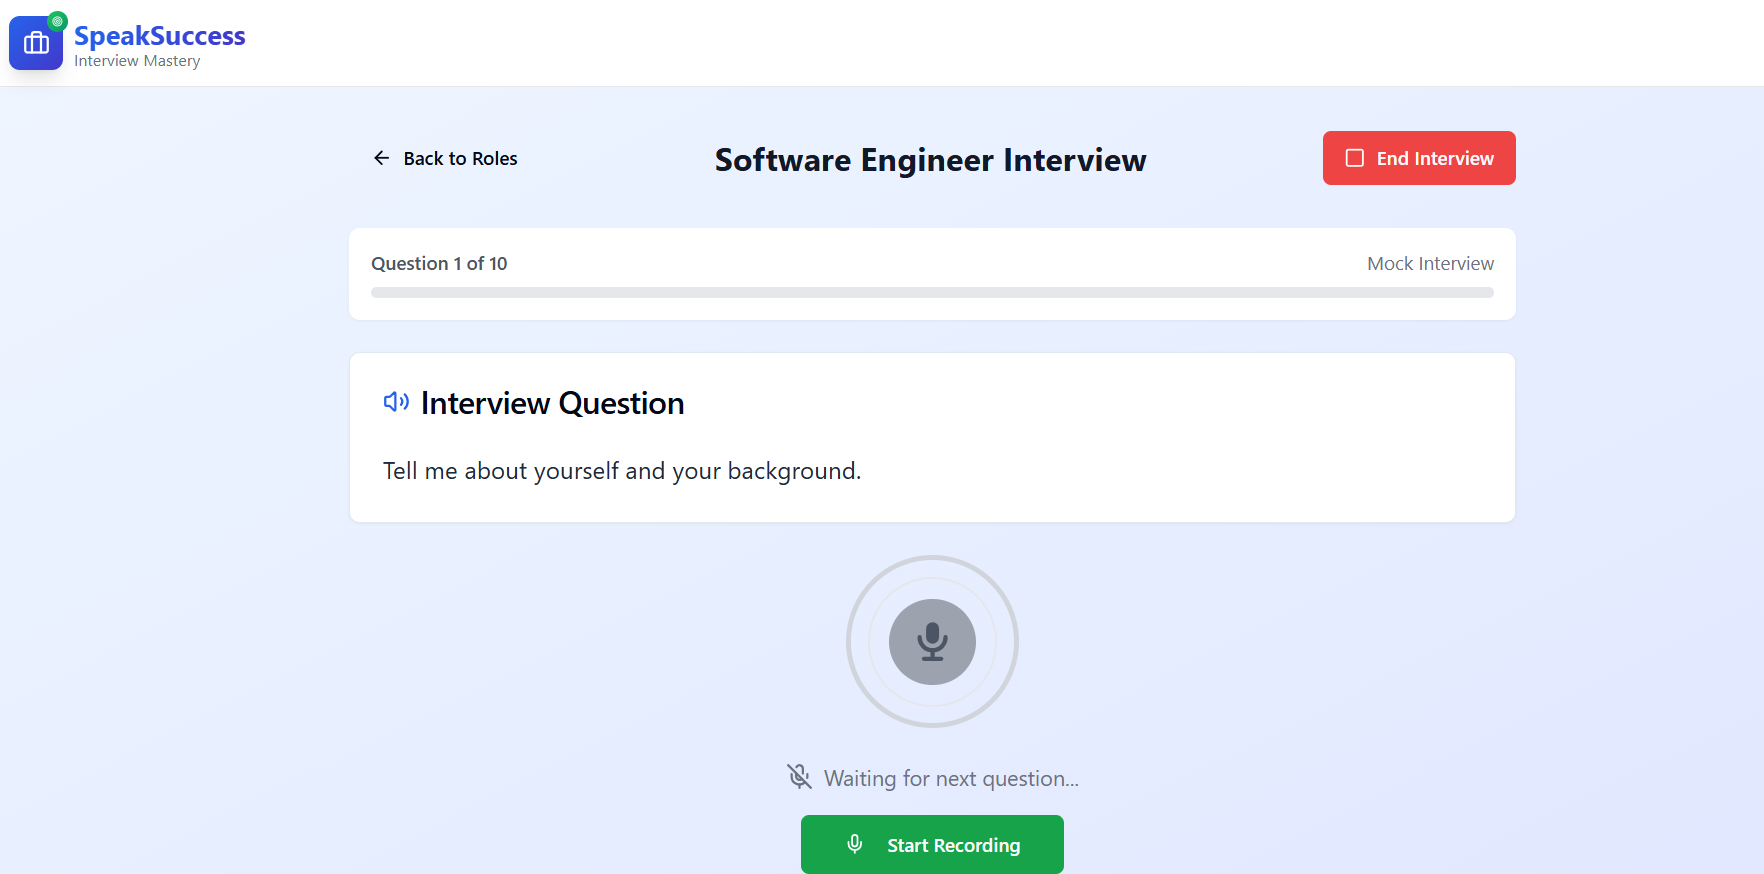 SpeakSuccess
Interview Mastery
Back to Roles
Software Engineer Interview
End Interview
Question 1 of 10
Mock Interview
Interview Question
Tell me about yourself and your background.
Waiting for next question...
Start Recording